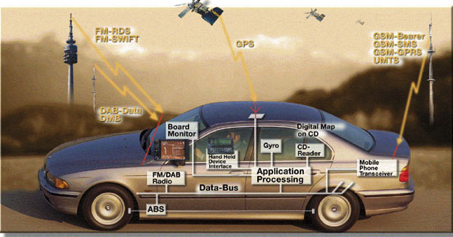 FM-RDS
FM-SWIFT
GPS
GSM-Bearer
GSM-SMS
GSM-GPRS
UMTS
DAB-Data
DMB
Board
Monitor
Hand Held
Device
Interface
Gyro
Digital Map
on CD
CD-
Reader
Mobile
Phone
Transceiver
FM/DAB
Radio
Data-Bus
Application
Processing
ABS